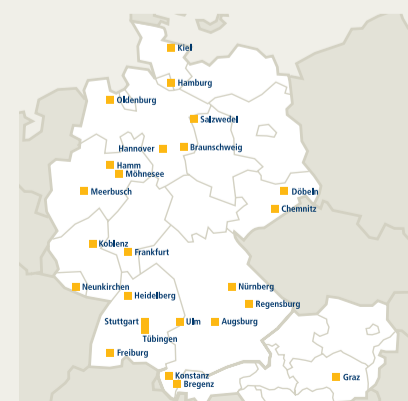 Kiel
Hamburg
Oldenburg
Salzwedel
Hannover
Braunschweig
Hamm
Möhnesee
Meerbusch
Döbeln
Chemnitz
Koblenz
Frankfurt
Neunkirchen
Heidelberg
Nürnberg
Regensburg
Stuttgart
Ulm
Augsburg
Tübingen
Freiburg
Konstanz
Bregenz
Graz